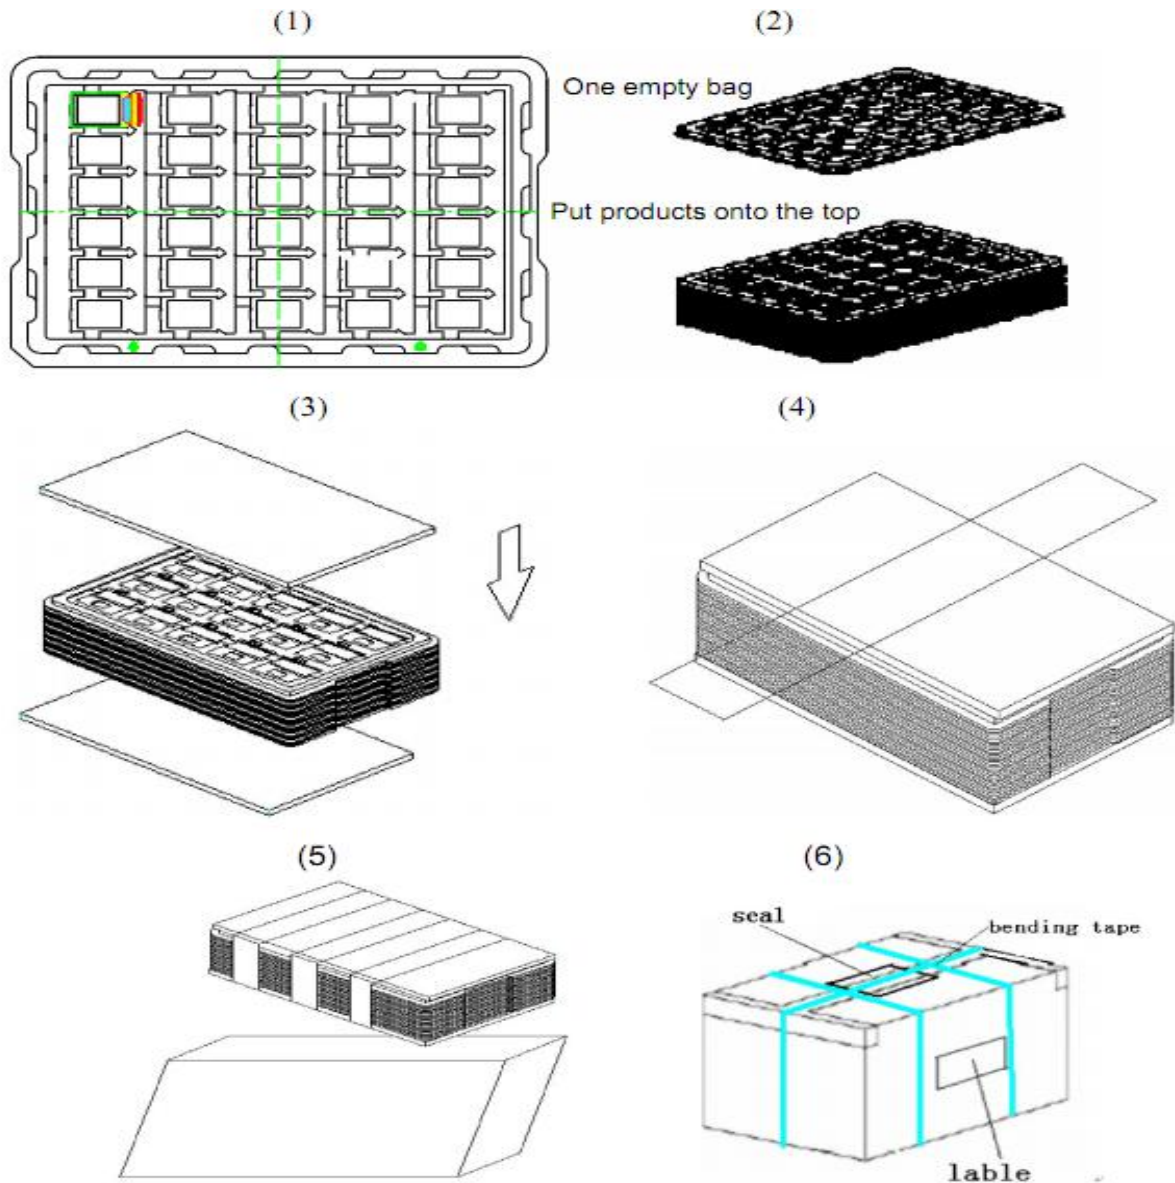 (1)
(2)
One empty bag
Put products onto the top
(3)
(4)
(5)
(6)
seal
bending tape
lable